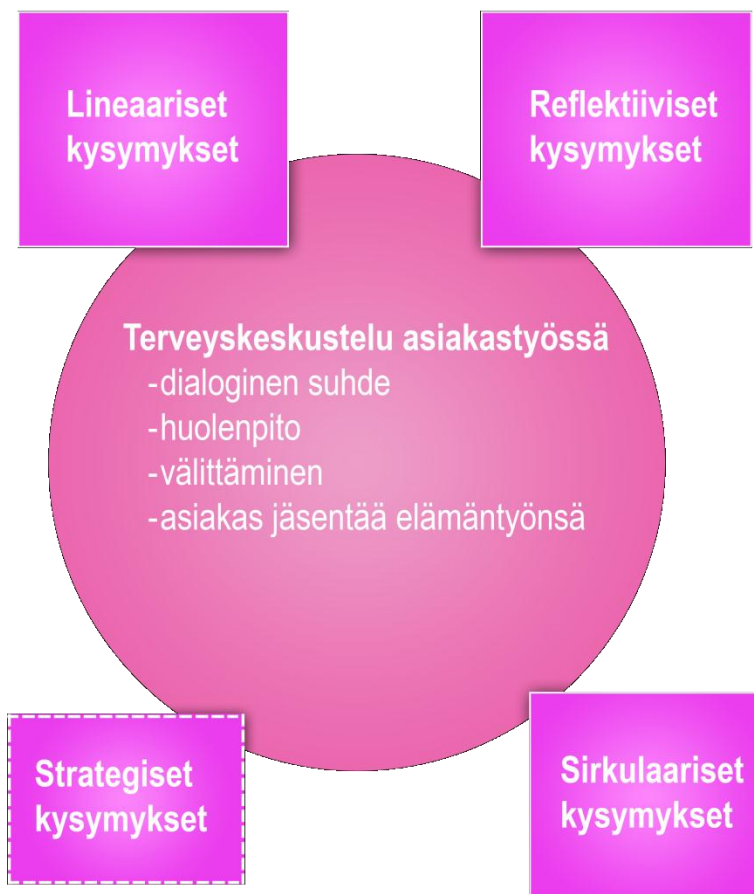 Lineaariset
kysymykset
Reflektiiviset
kysymykset
Terveyskeskustelu asiakastyössä
-dialoginen suhde
-huolenpito
-välittäminen
-asiakas jäsentää elämäntyönsä
Strategiset
kysymykset
Sirkulaariset
kysymykset